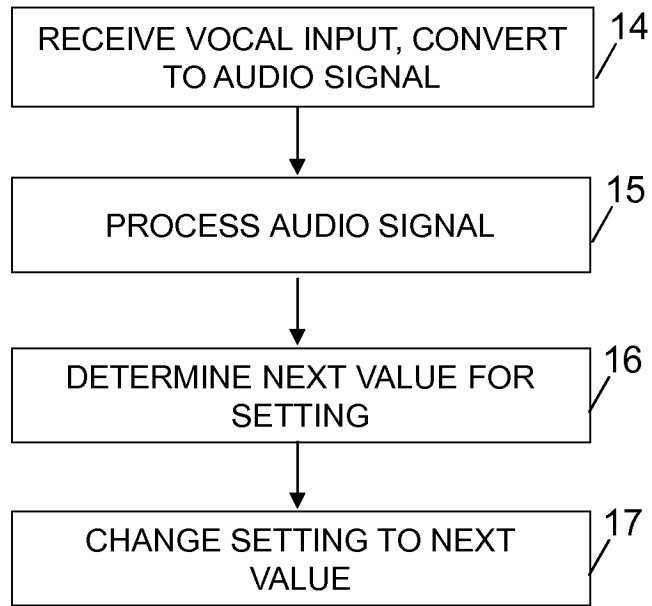 RECEIVE VOCAL INPUT, CONVERT
TO AUDIO SIGNAL
14
PROCESS AUDIO SIGNAL
15
DETERMINE NEXT VALUE FOR
SETTING
16
CHANGE SETTING TO NEXT
VALUE
17